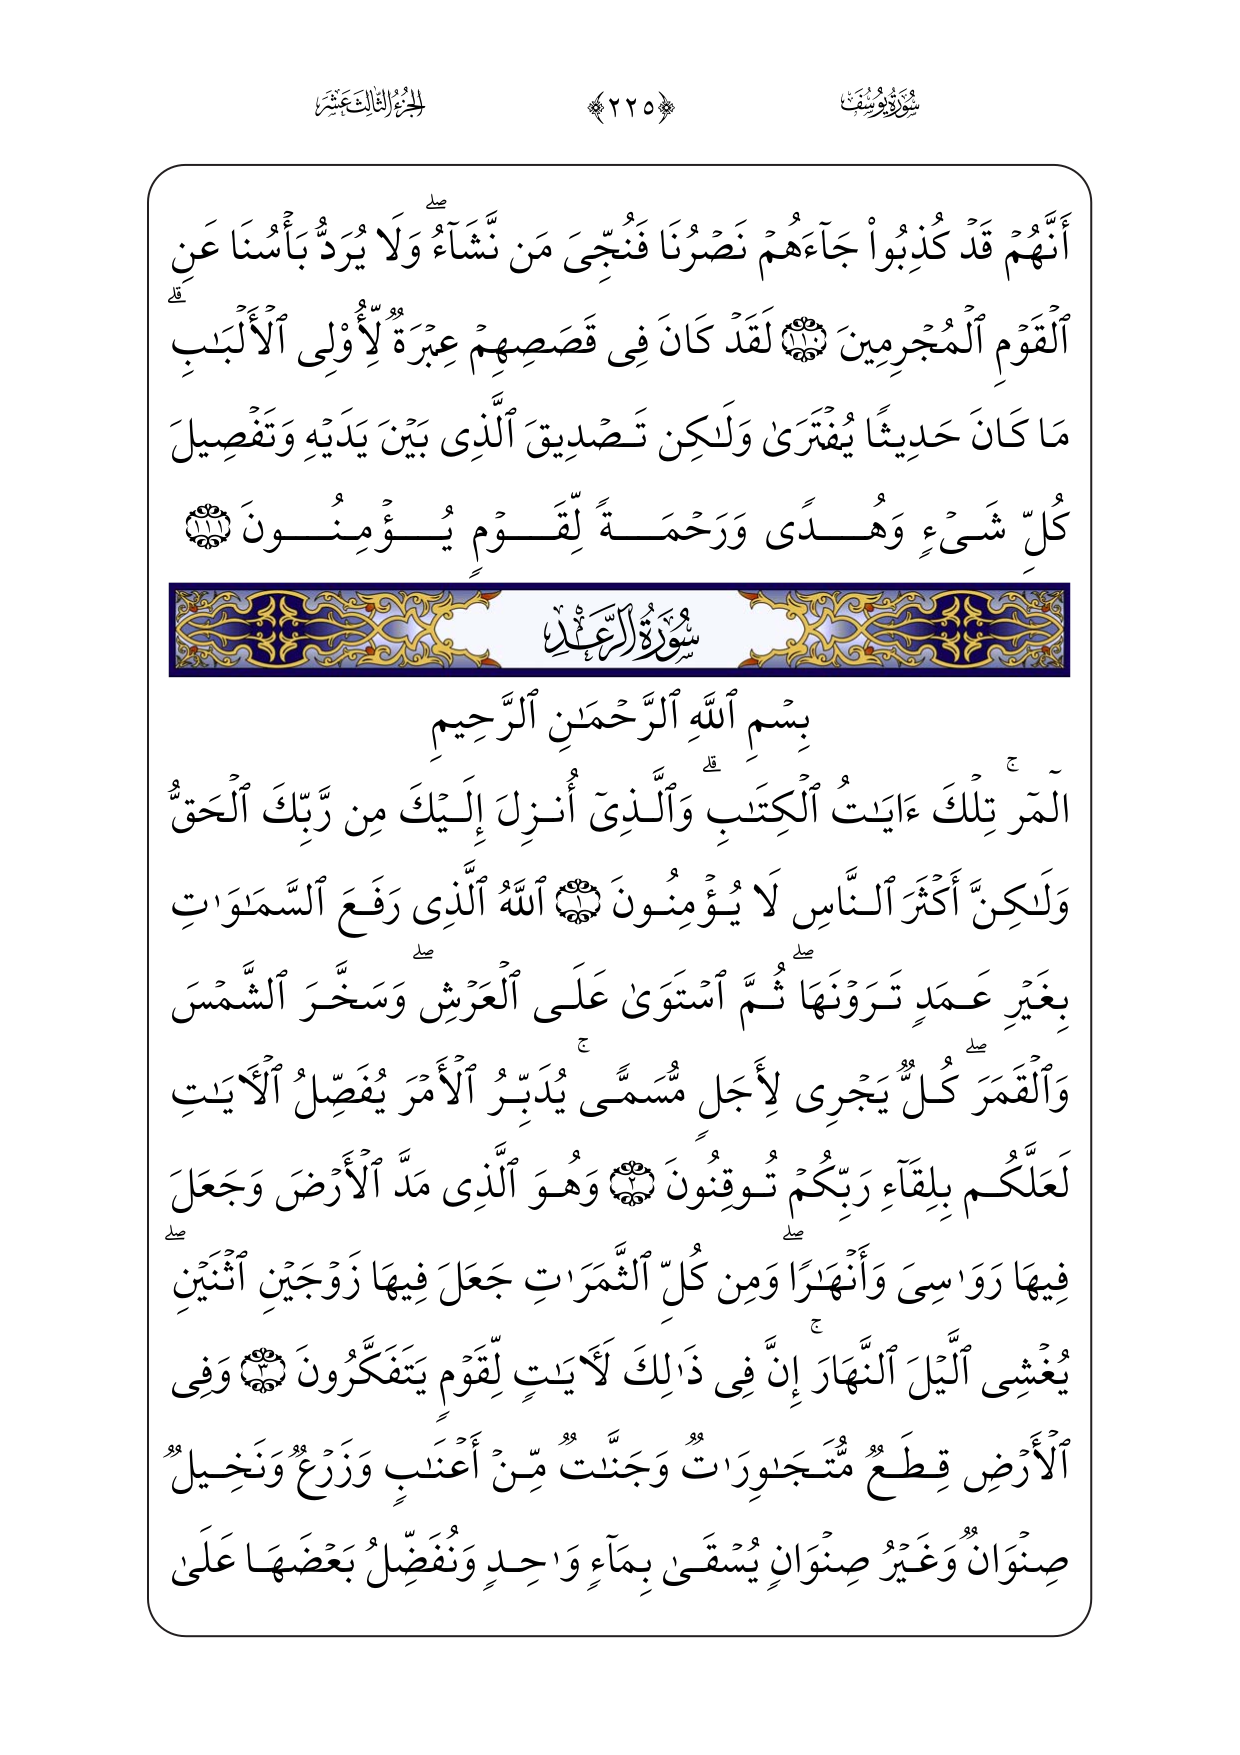 سُورَةُ يُوسُفَ ﴿٢٢٥﴾ الجُزْءُ الثَّالِثَ عَشَرَ
أَنَّهُمۡ قَدۡ كُذِبُواْ جَآءَهُمۡ نَصۡرُنَا فَنُجِّىَ مَن نَّشَآءُۖ وَلَا يُرَدُّ بَأۡسُنَا عَنِ
ٱلۡقَوۡمِ ٱلۡمُجۡرِمِينَ ١١٠ لَقَدۡ كَانَ فِى قَصَصِهِمۡ عِبۡرَةٌ لِّأُوْلِى ٱلۡأَلۡبَـٰبِۗ
مَا كَانَ حَدِيثًا يُفۡتَرَىٰ وَلَـٰكِن تَصۡدِيقَ ٱلَّذِى بَيۡنَ يَدَيۡهِ وَتَفۡصِيلَ
كُلِّ شَىۡءٍ وَهُدًى وَرَحۡمَةً لِّقَوۡمٍ يُؤۡمِنُونَ ١١١
سُورَةُ الرَّعْدِ
بِسۡمِ ٱللَّهِ ٱلرَّحۡمَـٰنِ ٱلرَّحِيمِ
الٓمٓرۚ تِلۡكَ ءَايَـٰتُ ٱلۡكِتَـٰبِۗ وَٱلَّذِىٓ أُنزِلَ إِلَيۡكَ مِن رَّبِّكَ ٱلۡحَقُّ
وَلَـٰكِنَّ أَكۡثَرَ ٱلنَّاسِ لَا يُؤۡمِنُونَ ١ ٱللَّهُ ٱلَّذِى رَفَعَ ٱلسَّمَـٰوَٰتِ
بِغَيۡرِ عَمَدٍ تَرَوۡنَهَاۖ ثُمَّ ٱسۡتَوَىٰ عَلَى ٱلۡعَرۡشِۖ وَسَخَّرَ ٱلشَّمۡسَ
وَٱلۡقَمَرَۖ كُلٌّ يَجۡرِى لِأَجَلٍ مُّسَمًّىۚ يُدَبِّرُ ٱلۡأَمۡرَ يُفَصِّلُ ٱلۡأَيَـٰتِ
لَعَلَّكُم بِلِقَآءِ رَبِّكُمۡ تُوقِنُونَ ٢ وَهُوَ ٱلَّذِى مَدَّ ٱلۡأَرۡضَ وَجَعَلَ
فِيهَا رَوَٰسِىَ وَأَنۡهَـٰرًاۖ وَمِن كُلِّ ٱلثَّمَرَٰتِ جَعَلَ فِيهَا زَوۡجَيۡنِ ٱثۡنَيۡنِۖ
يُغۡشِى ٱلَّيۡلَ ٱلنَّهَارَۚ إِنَّ فِى ذَٰلِكَ لَأَيَـٰتٍ لِّقَوۡمٍ يَتَفَكَّرُونَ ٣ وَفِى
ٱلۡأَرۡضِ قِطَعٌ مُّتَجَـٰوِرَٰتٌ وَجَنَّـٰتٌ مِّنۡ أَعۡنَـٰبٍ وَزَرۡعٌ وَنَخِيلٌ
صِنۡوَانٌ وَغَيۡرُ صِنۡوَانٍ يُسۡقَىٰ بِمَآءٍ وَٰحِدٍ وَنُفَضِّلُ بَعۡضَهَا عَلَىٰ